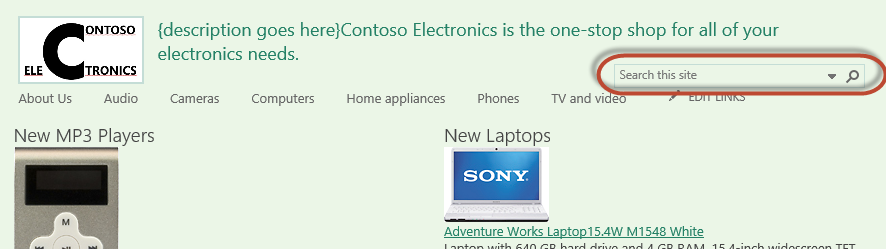 CONTOSO
ELECTRONICS
{description goes here}Contoso Electronics is the one-stop shop for all of your
electronics needs.
Search this site
About Us Audio Cameras Computers Home appliances Phones TV and video EDIT LINKS
New MP3 Players New Laptops
SONY
M
Adventure Works Laptop15.4W M1548 White
Laptop with 640 GB hard drive and 4 GB RAM. 15.4-inch widescreen TFT